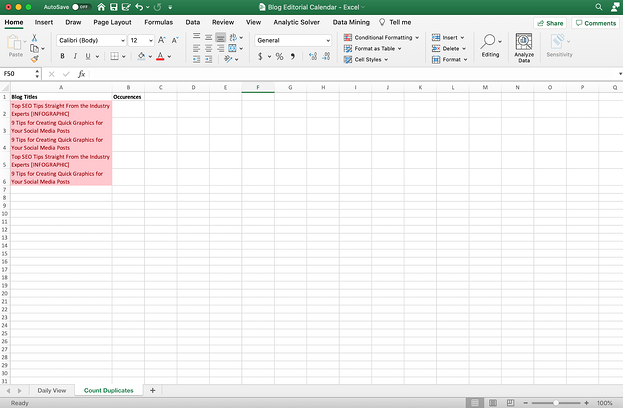 AutoSave OFF
Blog Editorial Calendar - Excel
Home Insert Draw Page Layout Formulas Data Review View Analytic Solver Data Mining Tell me
Share Comments
Paste
Calibri (Body) 12 A A
B I U A
General
$ % ,
Conditional Formatting
Format as Table
Cell Styles
Insert
Delete
Format
Editing
Analyze
Data
Sensitivity
F50 fx
A B C D E F G H I J K L M N O P Q
1 Blog Titles Occurences
Top SEO Tips Straight From the Industry
2 Experts [INFOGRAPHIC]
9 Tips for Creating Quick Graphics for
3 Your Social Media Posts
9 Tips for Creating Quick Graphics for
4 Your Social Media Posts
Top SEO Tips Straight From the Industry
5 Experts [INFOGRAPHIC]
9 Tips for Creating Quick Graphics for
6 Your Social Media Posts
7
8
9
10
11
12
13
14
15
16
17
18
19
20
21
22
23
24
25
26
27
28
29
30
31
Daily View Count Duplicates +
Ready
100%